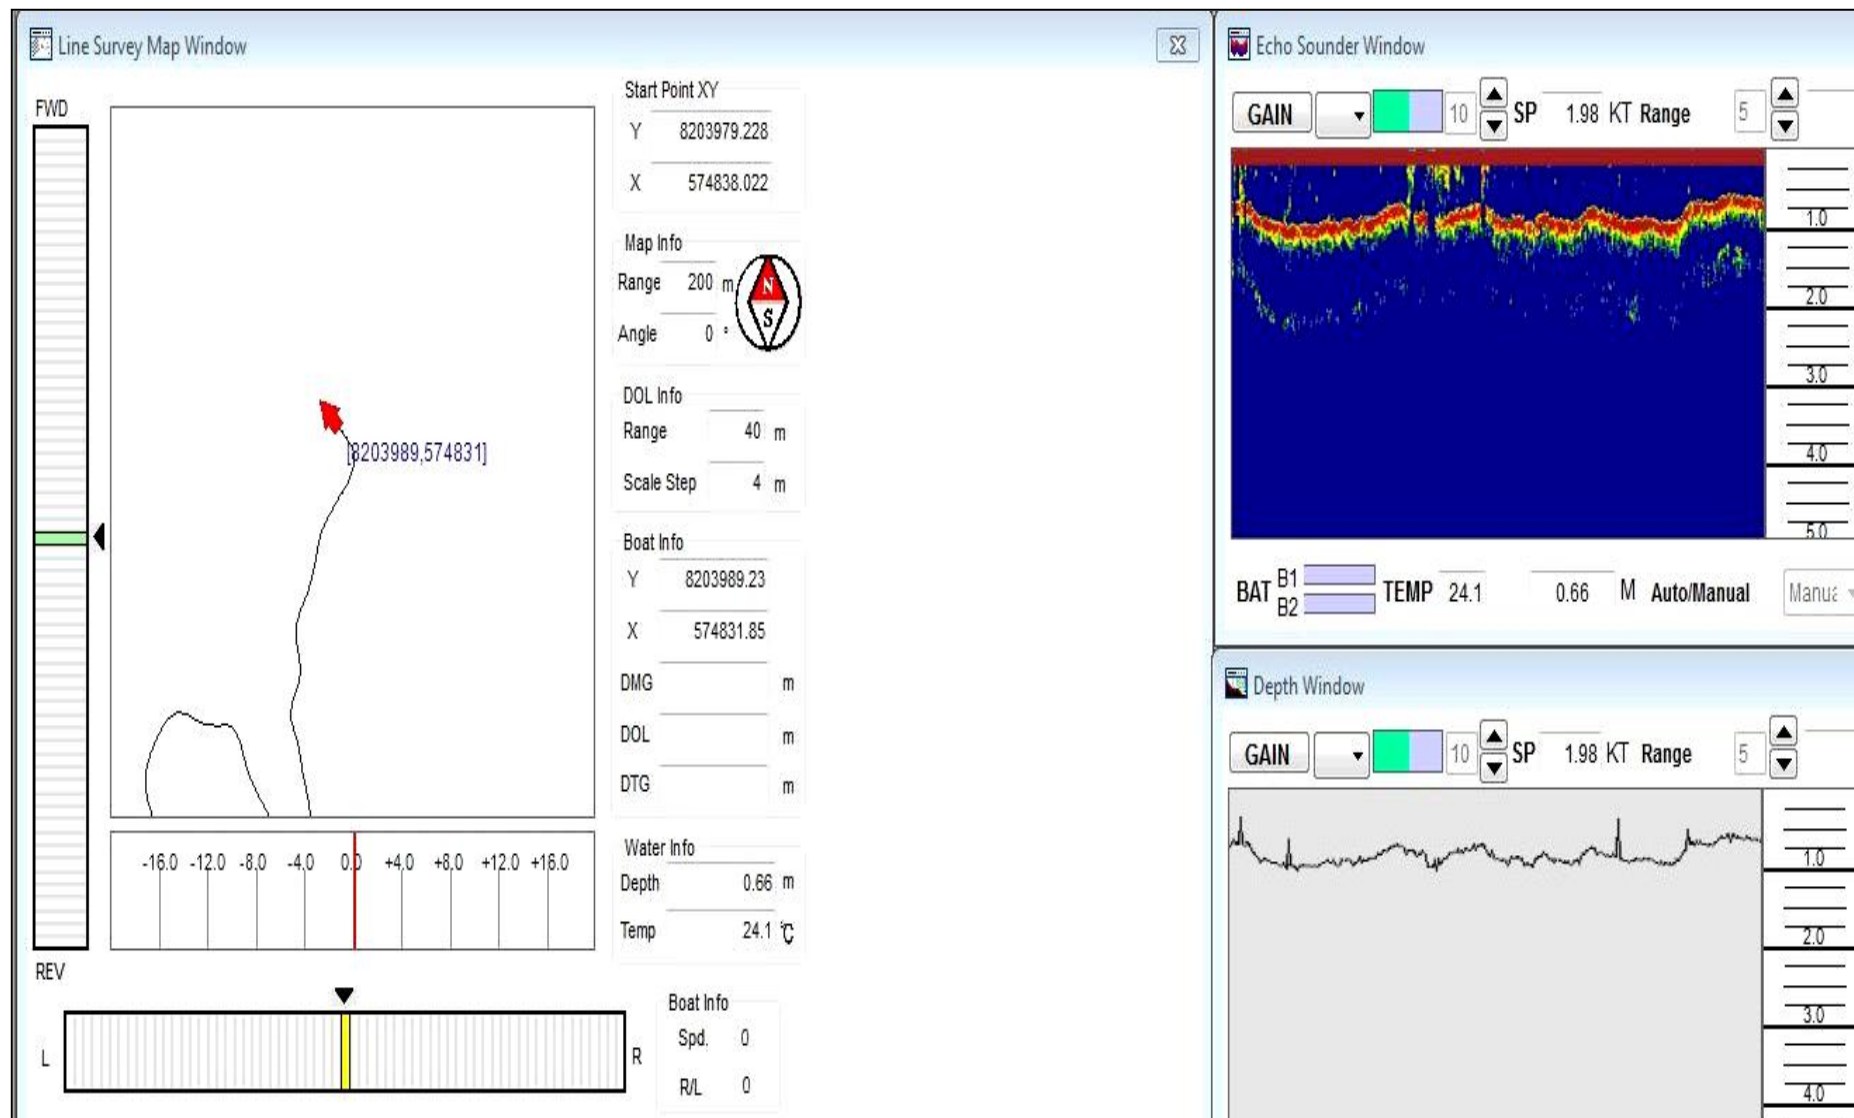 Line Survey Map Window
FWD
[8203989,574831]
-16.0 -12.0 -8.0 -4.0 0.0 +4.0 +8.0 +12.0 +16.0
REV
L R
Start Point XY
Y 8203979.228
X 574838.022
Map Info
Range 200 m
Angle 0 °
N
S
DOL Info
Range 40 m
Scale Step 4 m
Boat Info
Y 8203989.23
X 574831.85
DMG m
DOL m
DTG m
Water Info
Depth 0.66 m
Temp 24.1 ℃
Boat Info
Spd. 0
R/L 0
Echo Sounder Window
GAIN 10 SP 1.98 KT Range 5
1.0
2.0
3.0
4.0
5.0
BAT B1 B2 TEMP 24.1 0.66 M Auto/Manual Manua
Depth Window
GAIN 10 SP 1.98 KT Range 5
1.0
2.0
3.0
4.0